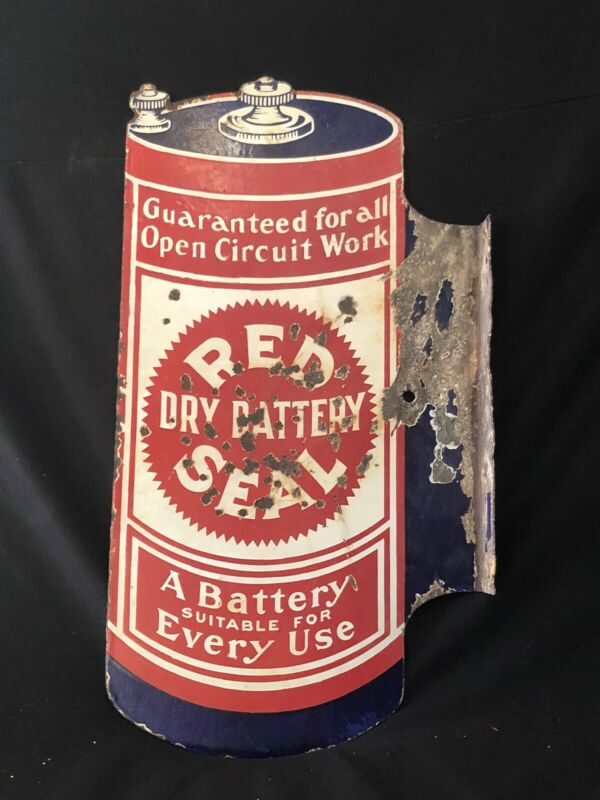 Guaranteed for all
Open Circuit Work
RED
DRY BATTERY
SEAL
A Battery
SUITABLE FOR
Every Use